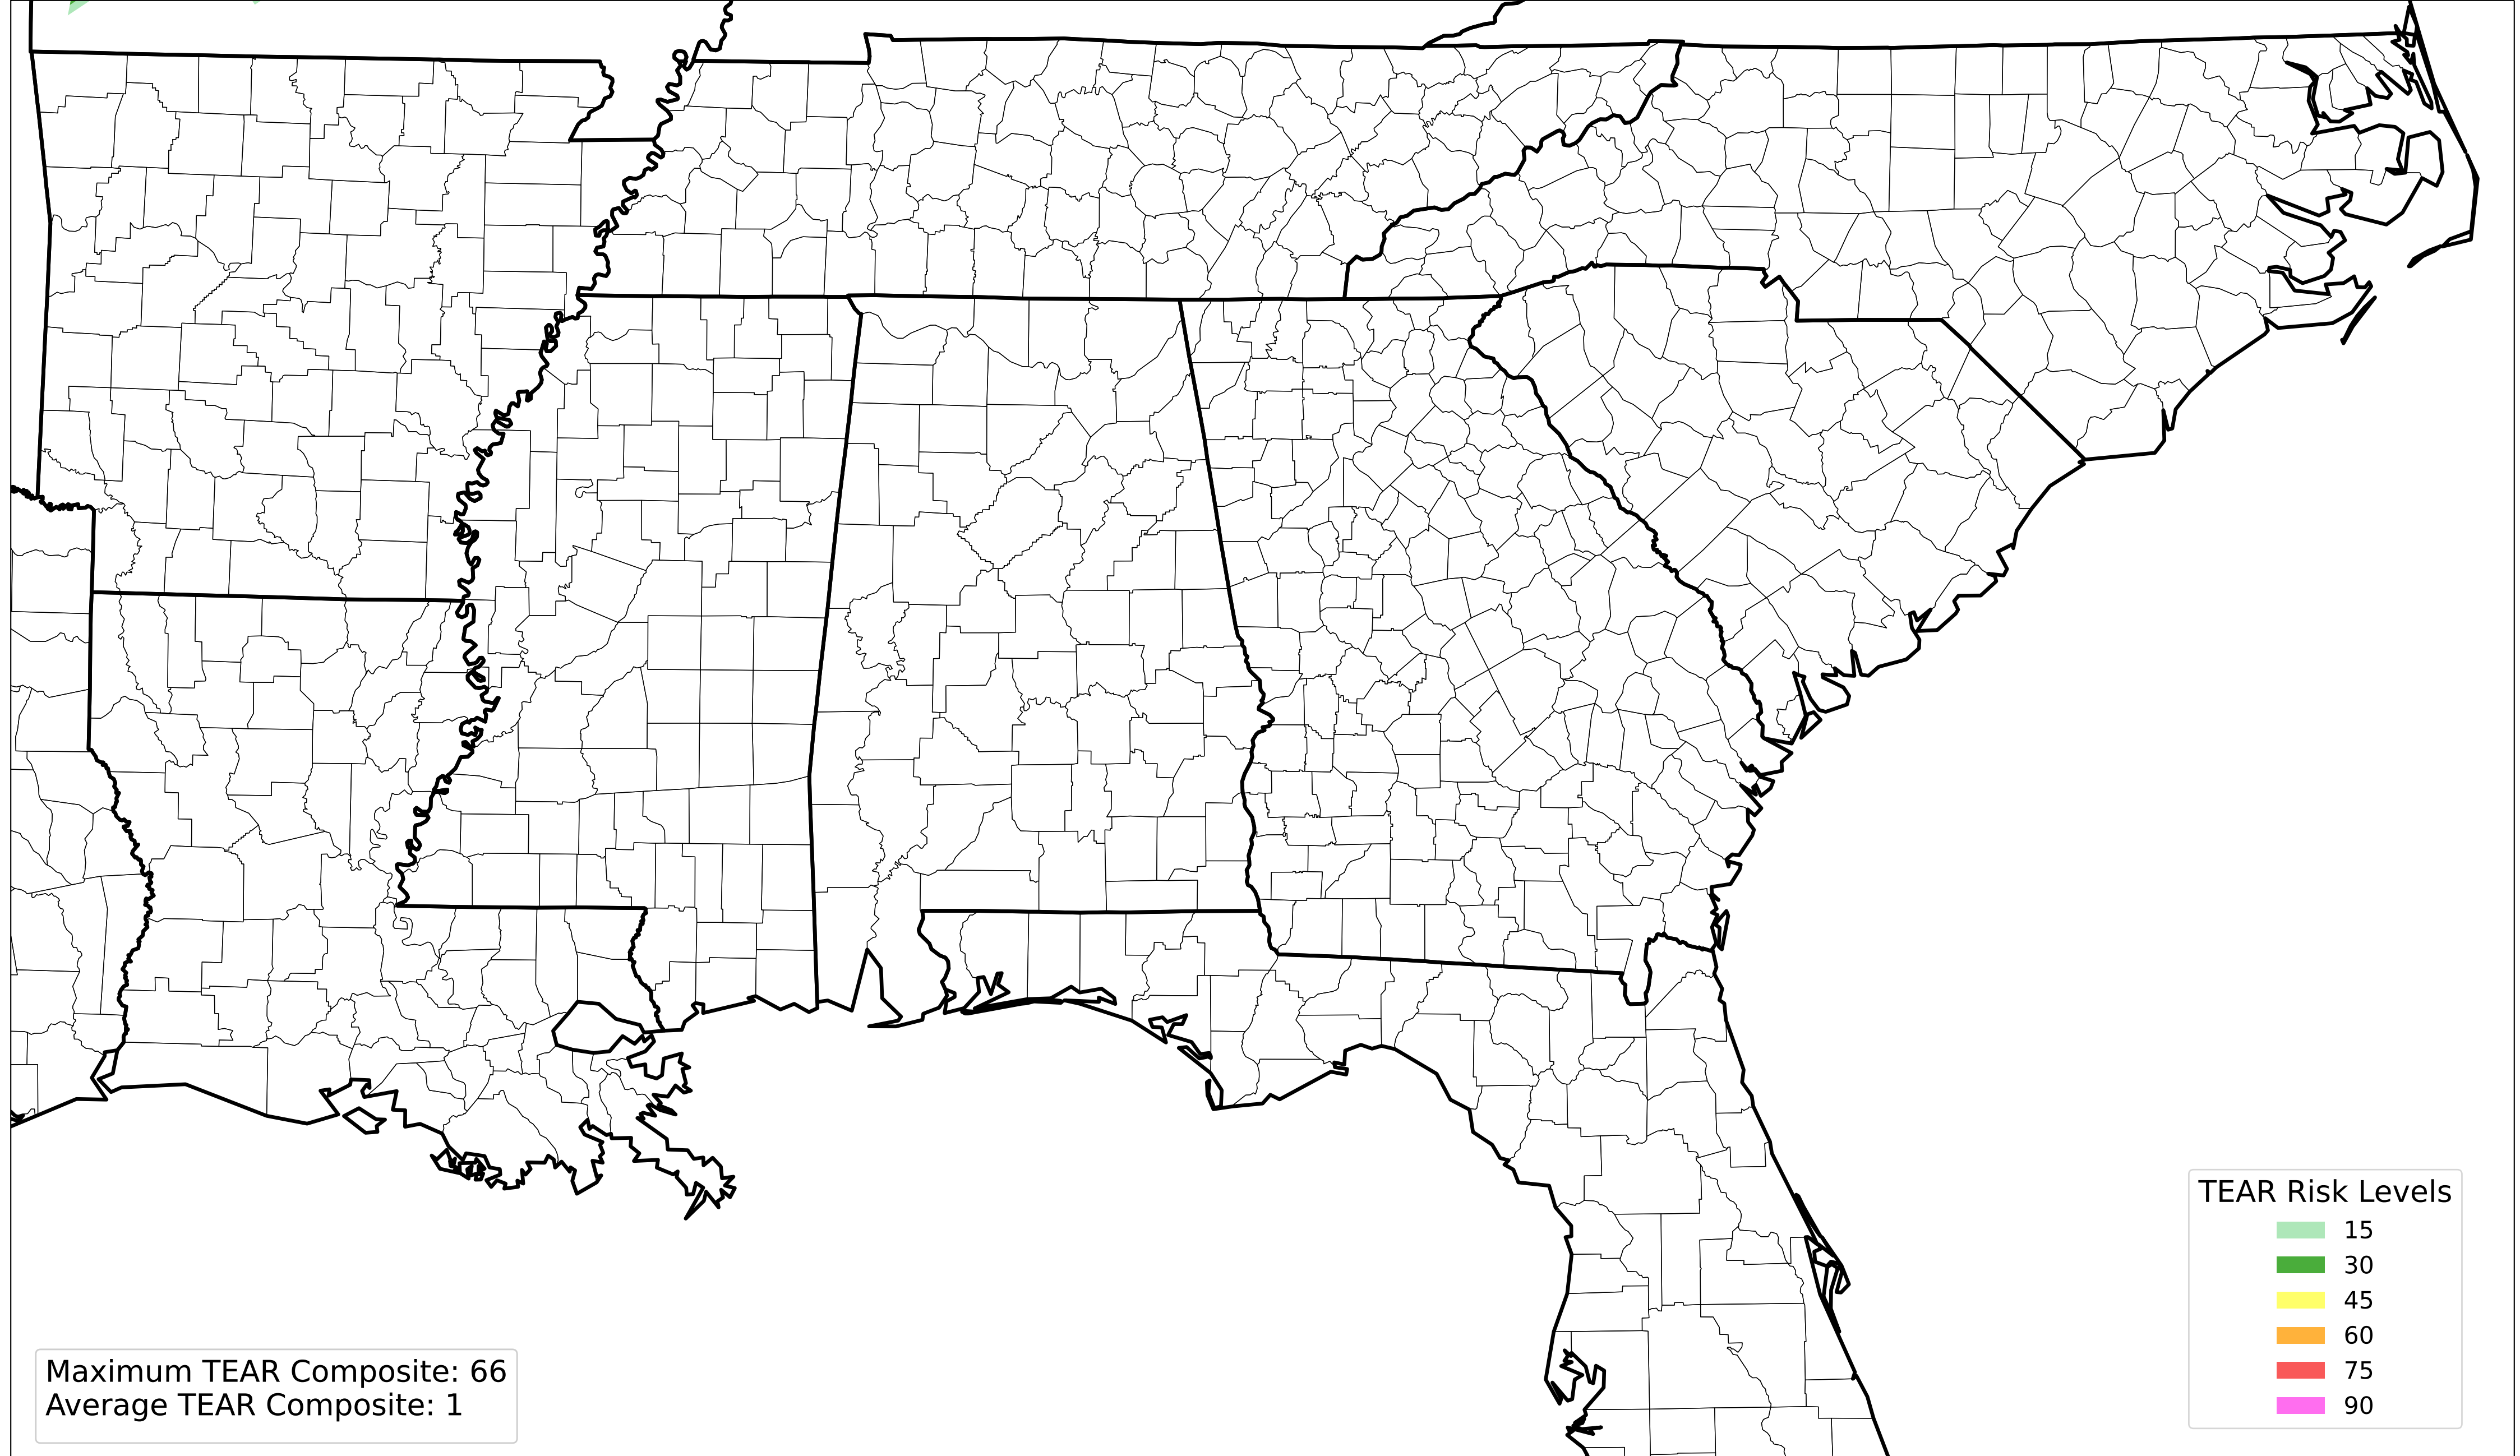 Maximum TEAR Composite: 66
Average TEAR Composite: 1
TEAR Risk Levels
15
30
45
60
75
90